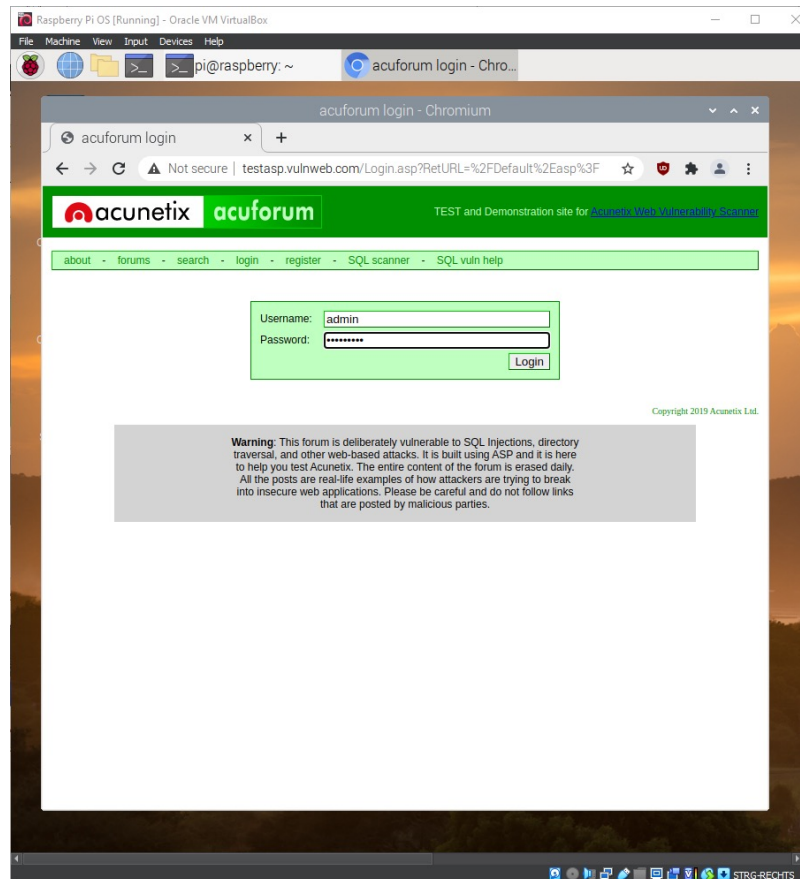 Raspberry Pi OS [Running] - Oracle VM VirtualBox
File Machine View Input Devices Help
pi@raspberry: ~
acuforum login - Chro...
acuforum login - Chromium
acuforum login
Not secure | testasp.vulnweb.com/Login.asp?RetURL=%2FDefault%2Easp%3F
acunetix acuforum
TEST and Demonstration site for Acunetix Web Vulnerability Scanner
about - forums - search - login - register - SQL scanner - SQL vuln help
Username: admin
Password: •••••••••
Login
Copyright 2019 Acunetix Ltd.
Warning: This forum is deliberately vulnerable to SQL Injections, directory
traversal, and other web-based attacks. It is built using ASP and it is here
to help you test Acunetix. The entire content of the forum is erased daily.
All the posts are real-life examples of how attackers are trying to break
into insecure web applications. Please be careful and do not follow links
that are posted by malicious parties.
STRG-RECHTS